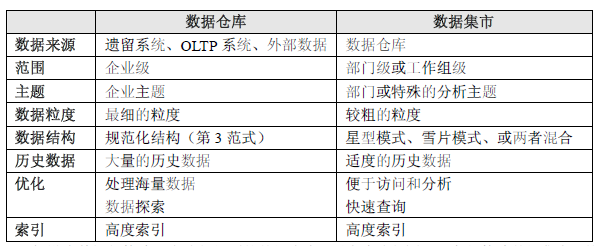 数据仓库 数据集市
数据来源 遗留系统、OLTP 系统、外部数据 数据仓库
范围 企业级 部门级或工作组级
主题 企业主题 部门或特殊的分析主题
数据粒度 最细的粒度 较粗的粒度
数据结构 规范化结构（第 3 范式） 星型模式、雪片模式、或两者混合
历史数据 大量的历史数据 适度的历史数据
优化 处理海量数据 便于访问和分析
数据探索 快速查询
索引 高度索引 高度索引